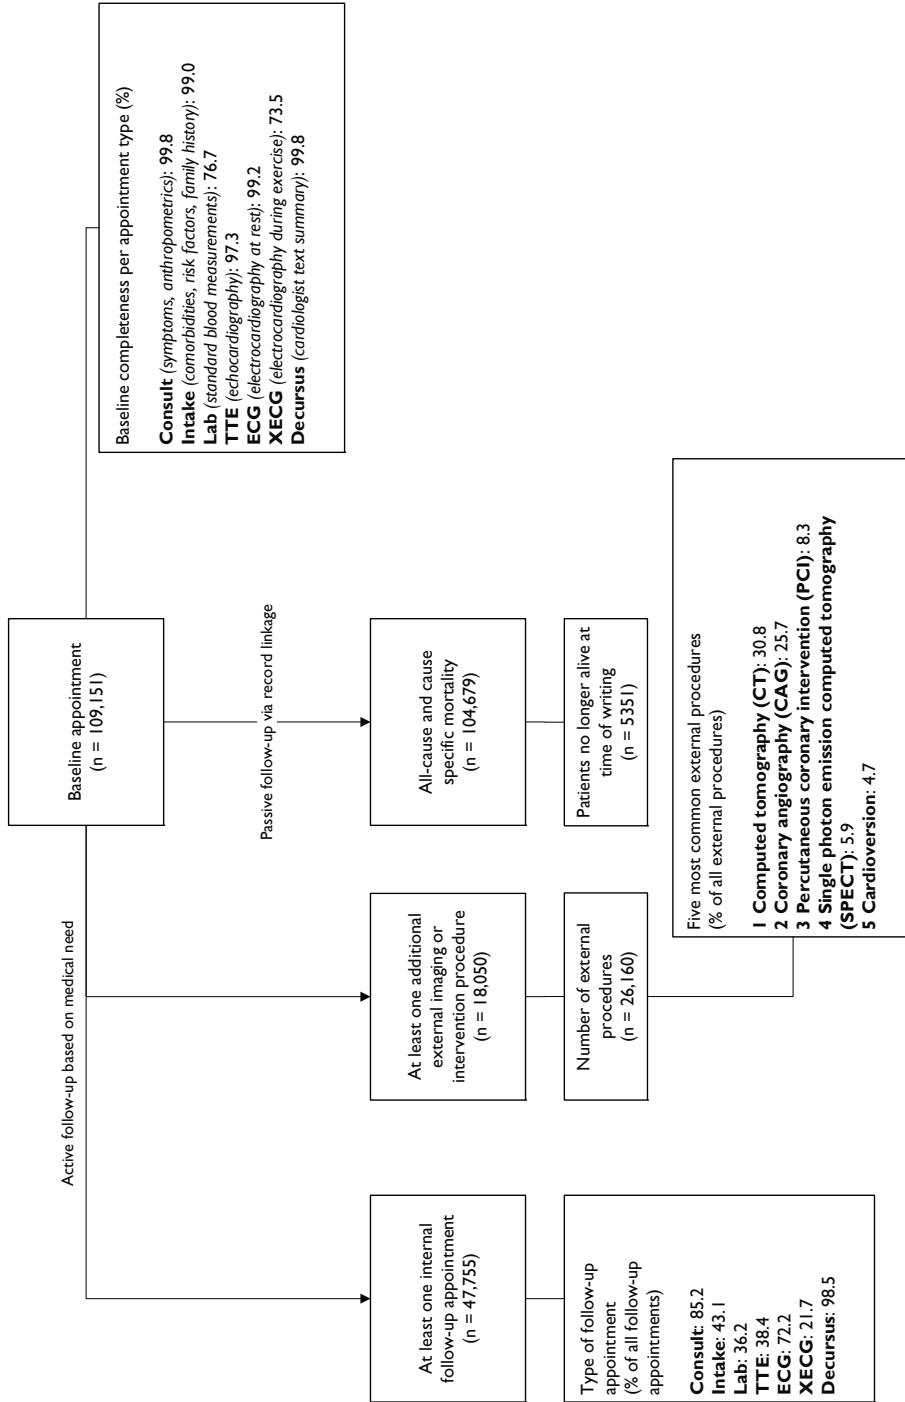 Baseline appointment
(n = 109,151)
Baseline completeness per appointment type (%)
Consult (symptoms, anthropometrics): 99.8
Intake (comorbidities, risk factors, family history): 99.0
Lab (standard blood measurements): 76.7
TTE (echocardiography): 97.3
ECG (electrocardiography at rest): 99.2
XECG (electrocardiography during exercise): 73.5
Decursus (cardiologist text summary): 99.8
Active follow-up based on medical need
Passive follow-up via record linkage
At least one internal
follow-up appointment
(n = 47,755)
At least one additional
external imaging or
intervention procedure
(n = 18,050)
All-cause and cause
specific mortality
(n = 104,679)
Type of follow-up
appointment
(% of all follow-up
appointments)
Consult: 85.2
Intake: 43.1
Lab: 36.2
TTE: 38.4
ECG: 72.2
XECG: 21.7
Decursus: 98.5
Number of external
procedures
(n = 26,160)
Patients no longer alive at
time of writing
(n = 5351)
Five most common external procedures
(% of all external procedures)
1 Computed tomography (CT): 30.8
2 Coronary angiography (CAG): 25.7
3 Percutaneous coronary intervention (PCI): 8.3
4 Single photon emission computed tomography
(SPECT): 5.9
5 Cardioversion: 4.7